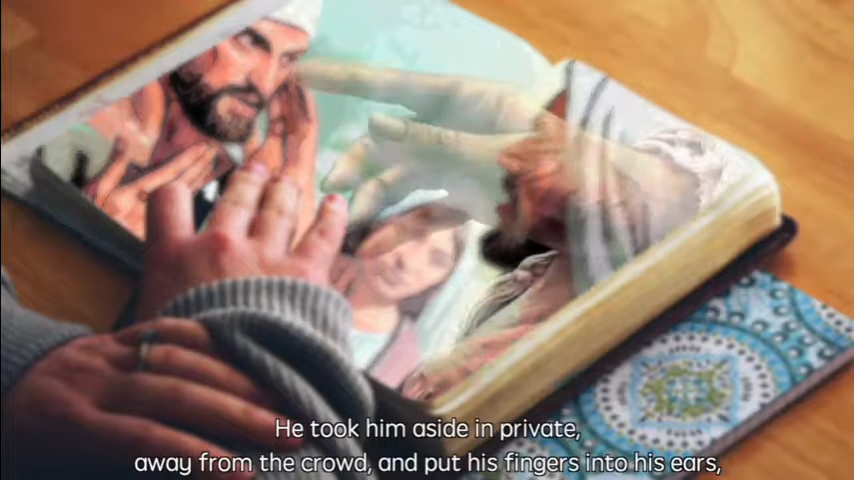 He took him aside in private,
away from the crowd, and put his fingers into his ears,